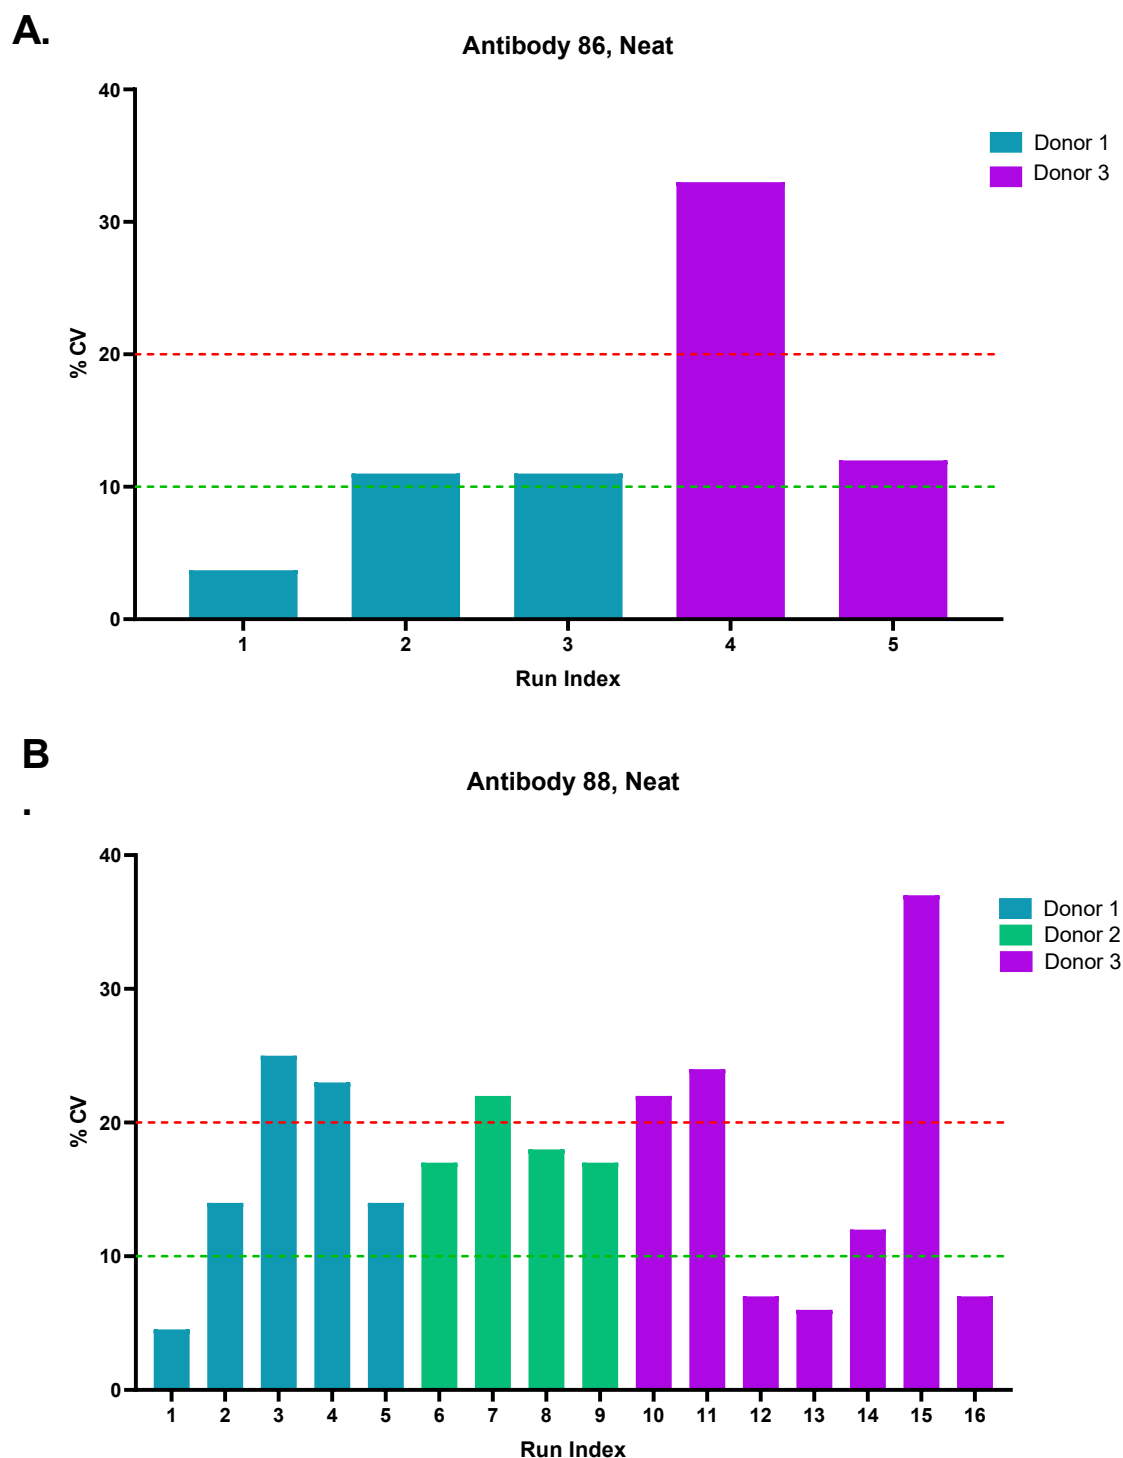 A.
Antibody 86, Neat
40
30
20
10
0
% CV
1 2 3 4 5
Run Index
Donor 1
Donor 3
B
.
Antibody 88, Neat
40
30
20
10
0
% CV
1 2 3 4 5 6 7 8 9 10 11 12 13 14 15 16
Run Index
Donor 1
Donor 2
Donor 3